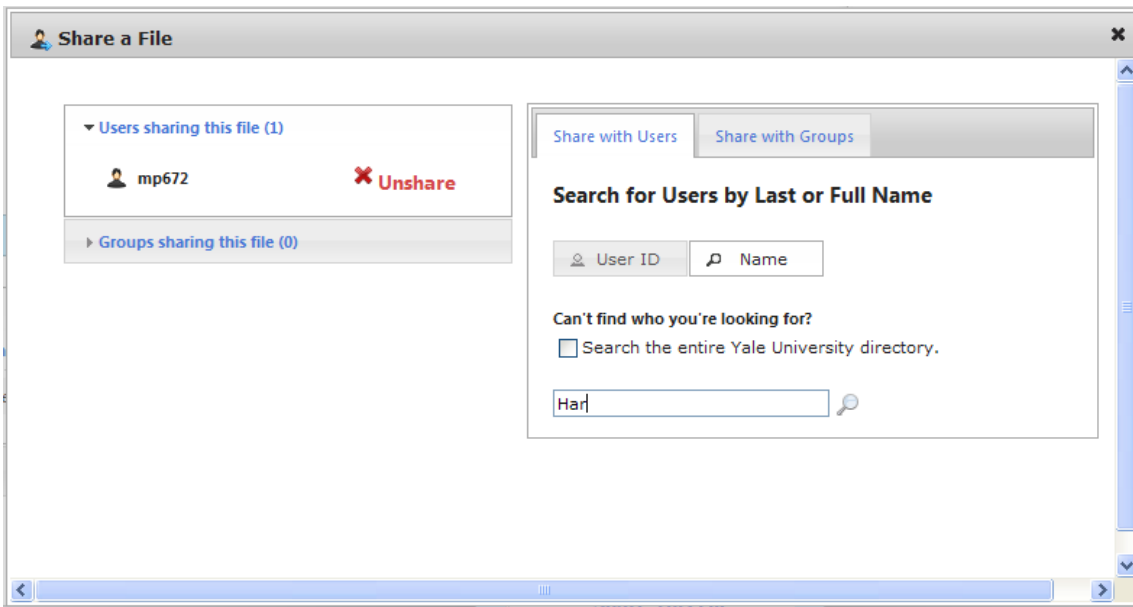 Share a File
Users sharing this file (1)
mp672
Unshare
Groups sharing this file (0)
Share with Users
Share with Groups
Search for Users by Last or Full Name
User ID
Name
Can't find who you're looking for?
Search the entire Yale University directory.
Har